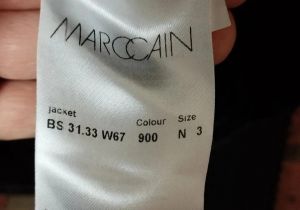 MARCCAIN
jacket Colour Size
BS 31.33 W67 900 N 3